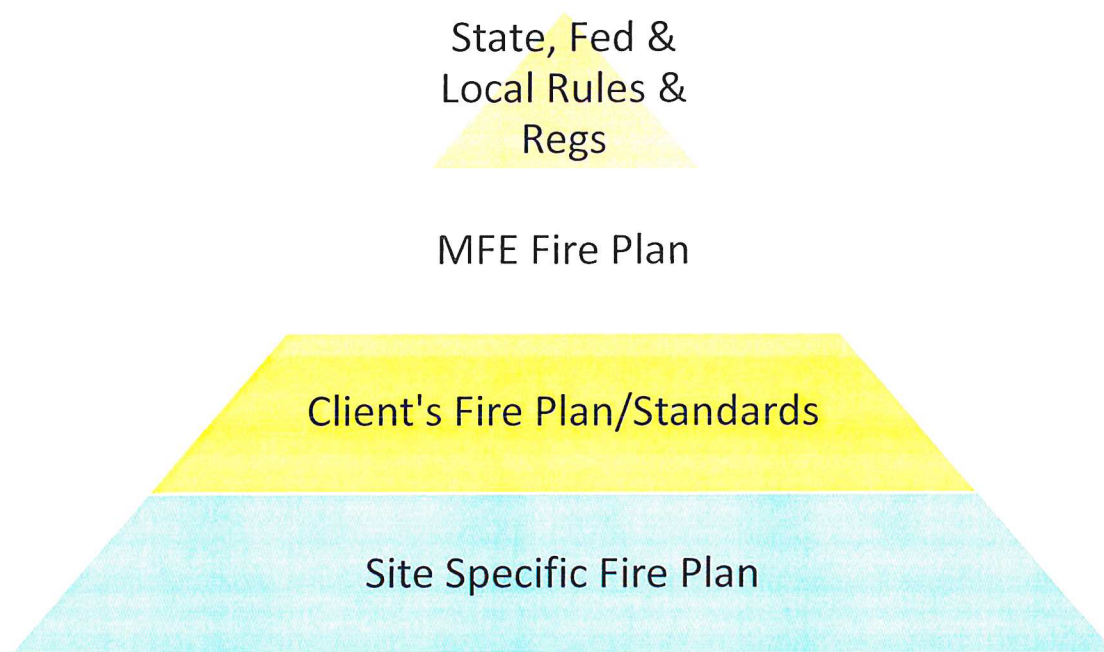 State, Fed &
Local Rules &
Regs
MFE Fire Plan
Client's Fire Plan/Standards
Site Specific Fire Plan